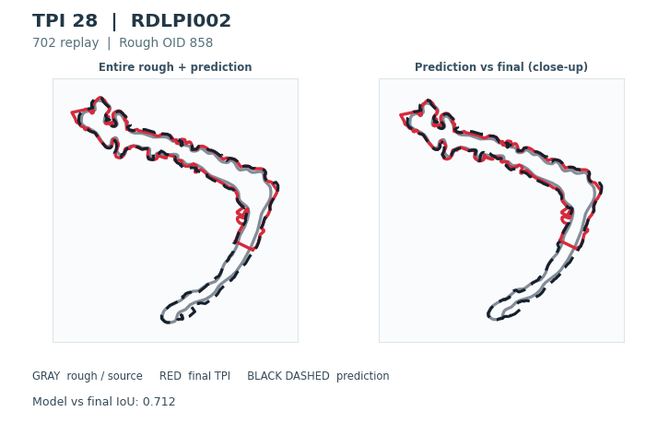 TPI 28 | RDLPI002
702 replay | Rough OID 858
Entire rough + prediction
Prediction vs final (close-up)
GRAY rough / source RED final TPI BLACK DASHED prediction
Model vs final IoU: 0.712